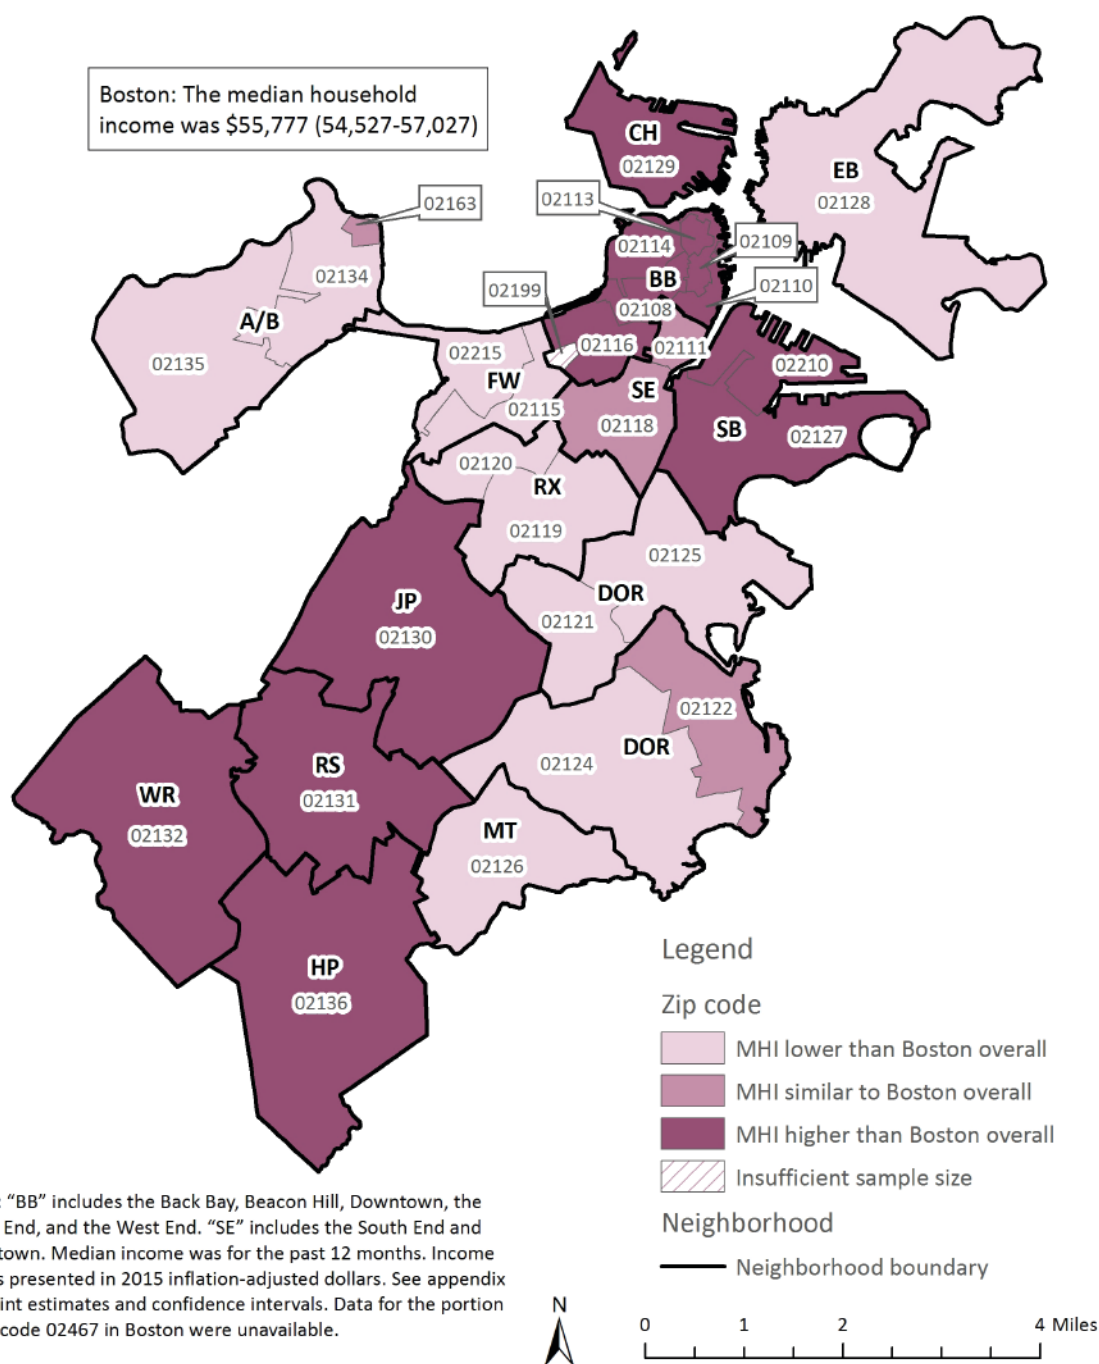 Boston: The median household
income was $55,777 (54,527-57,027)
CH
02129
EB
02128
02113
02163
02114
02109
BB
02110
02134
02199
02108
A/B
02116
02111
02215
02210
02135
FW
SE
02115
02118
SB
02127
02120
RX
02119
02125
JP
DOR
02121
02130
02122
DOR
RS
02124
WR
02131
MT
02132
02126
HP
02136
Legend
Zip code
MHI lower than Boston overall
MHI similar to Boston overall
MHI higher than Boston overall
Insufficient sample size
Neighborhood
Neighborhood boundary
: “BB” includes the Back Bay, Beacon Hill, Downtown, the
End, and the West End. “SE” includes the South End and
town. Median income was for the past 12 months. Income
s presented in 2015 inflation-adjusted dollars. See appendix
int estimates and confidence intervals. Data for the portion
code 02467 in Boston were unavailable.
N
0 1 2 4 Miles